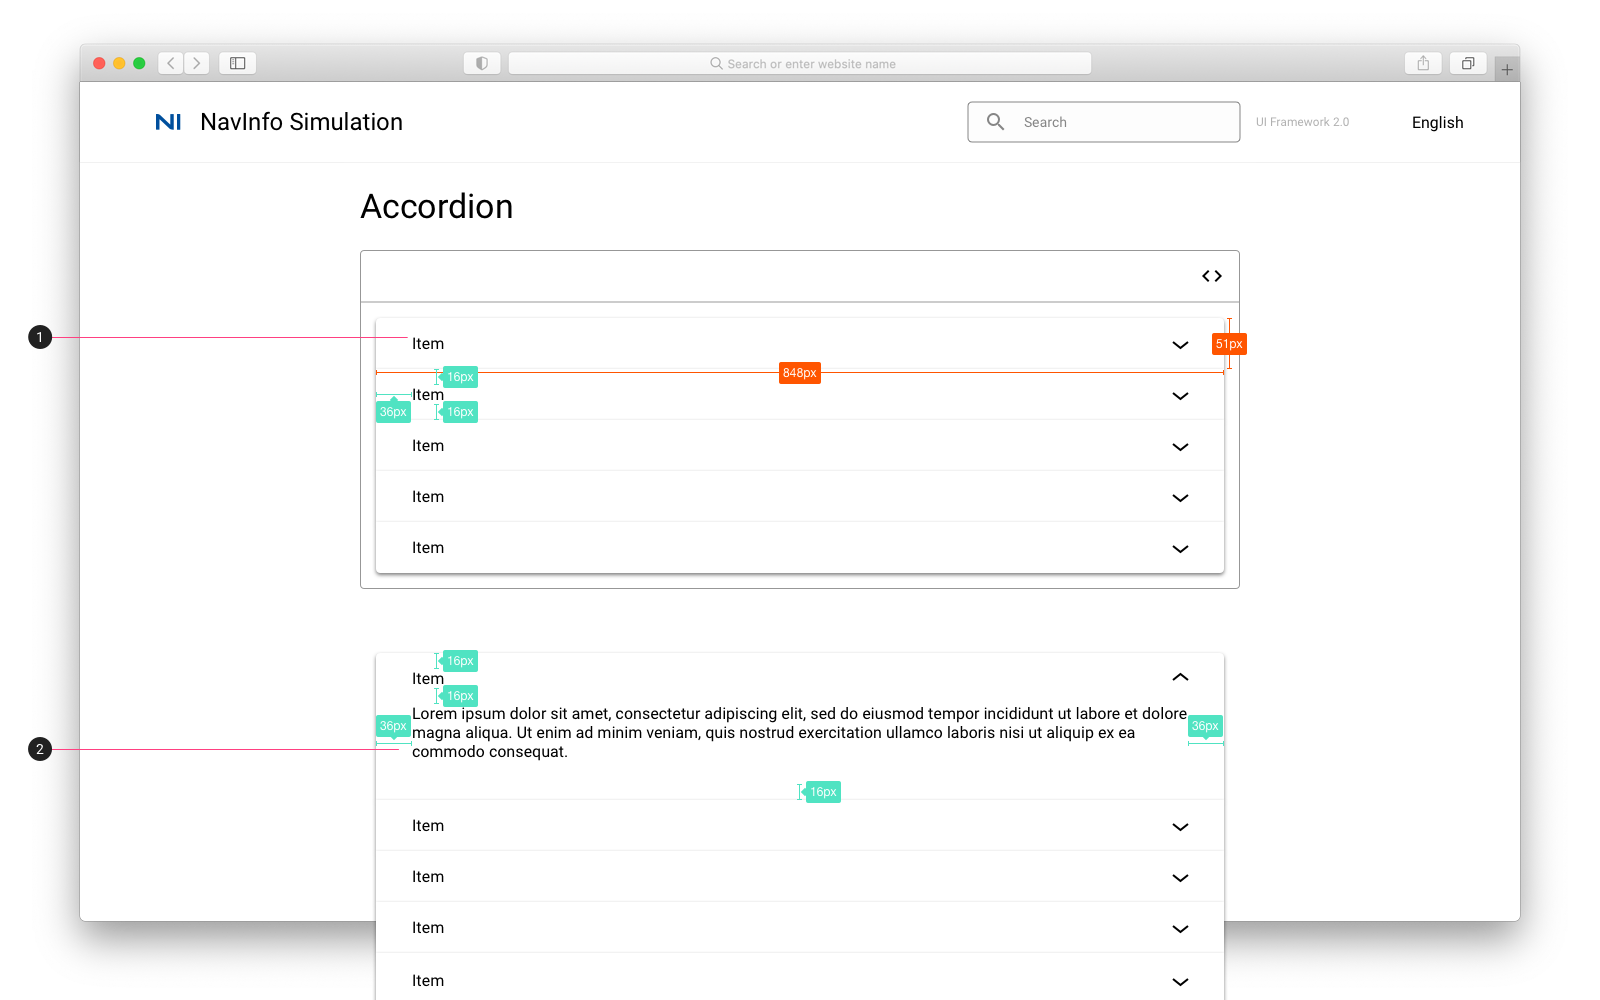 Search or enter website name
NI NavInfo Simulation
Search
UI Framework 2.0
English
Accordion
1
Item
51px
848px
16px
Item
36px
16px
Item
Item
Item
16px
Item
16px
36px
36px
Lorem ipsum dolor sit amet, consectetur adipiscing elit, sed do eiusmod tempor incididunt ut labore et dolore
magna aliqua. Ut enim ad minim veniam, quis nostrud exercitation ullamco laboris nisi ut aliquip ex ea
2
commodo consequat.
16px
Item
Item
Item
Item